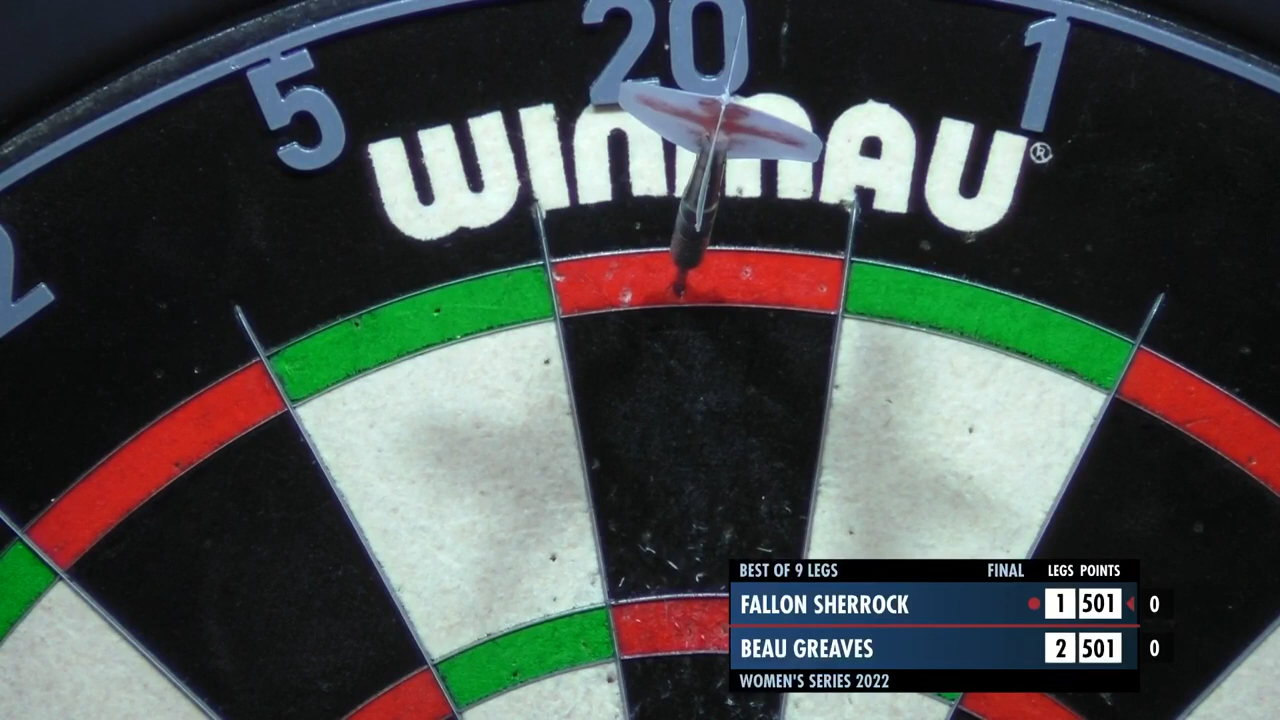 5 20 1
WINMAU®
2
BEST OF 9 LEGS FINAL LEGS POINTS
FALLON SHERROCK 1 501 0
BEAU GREAVES 2 501 0
WOMEN'S SERIES 2022